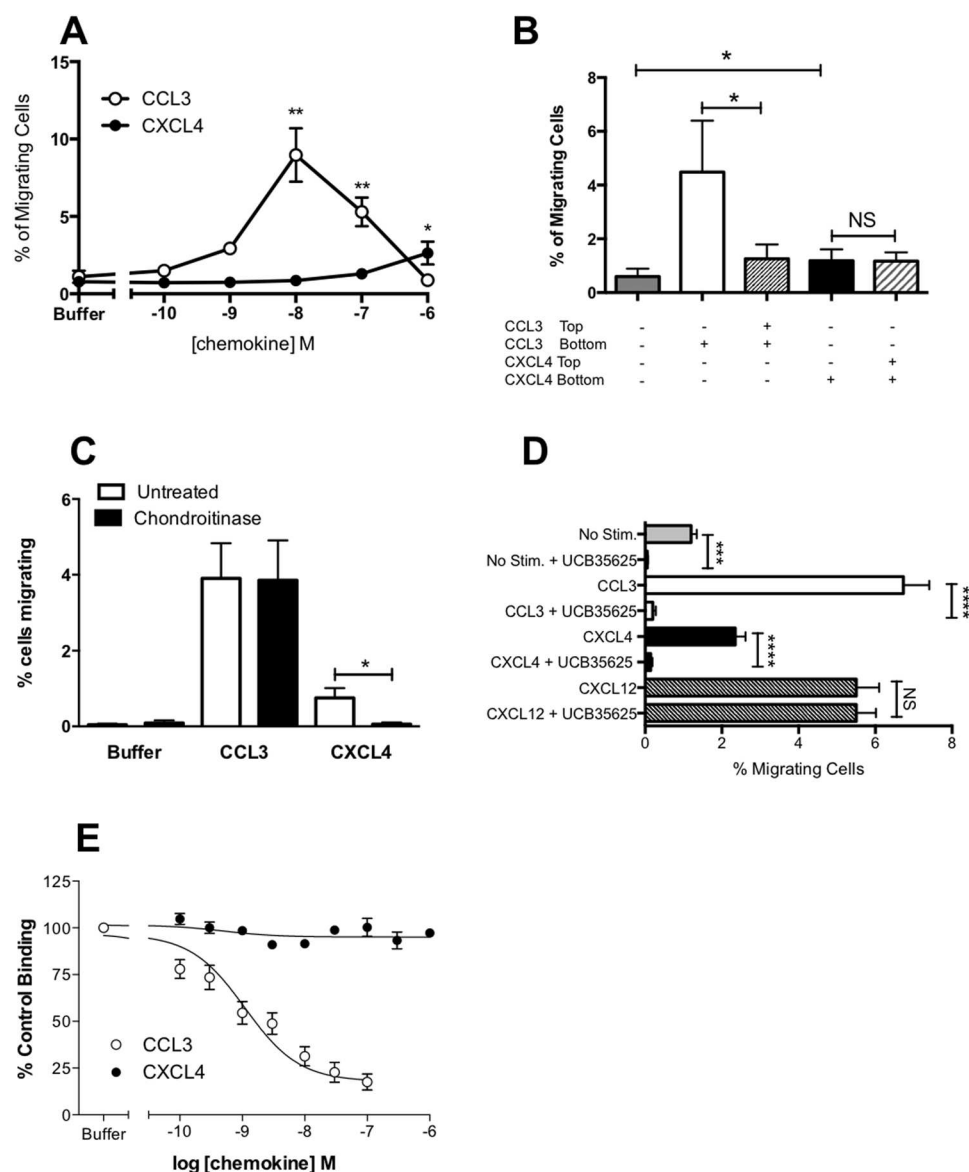 A
% of Migrating Cells
15
10
5
0
CCL3
CXCL4
**
**
*
Buffer
-10
-9
-8
-7
-6
[chemokine] M
B
% of Migrating Cells
8
6
4
2
0
*
*
NS
CCL3 Top - - + - -
CCL3 Bottom - + + - -
CXCL4 Top - - - - +
CXCL4 Bottom - - - + +
C
% cells migrating
6
4
2
0
Untreated
Chondroitinase
*
Buffer
CCL3
CXCL4
D
No Stim.
No Stim. + UCB35625
CCL3
CCL3 + UCB35625
CXCL4
CXCL4 + UCB35625
CXCL12
CXCL12 + UCB35625
***
****
****
NS
0
2
4
6
8
% Migrating Cells
E
% Control Binding
125
100
75
50
25
0
CCL3
CXCL4
Buffer
-10
-9
-8
-7
-6
log [chemokine] M